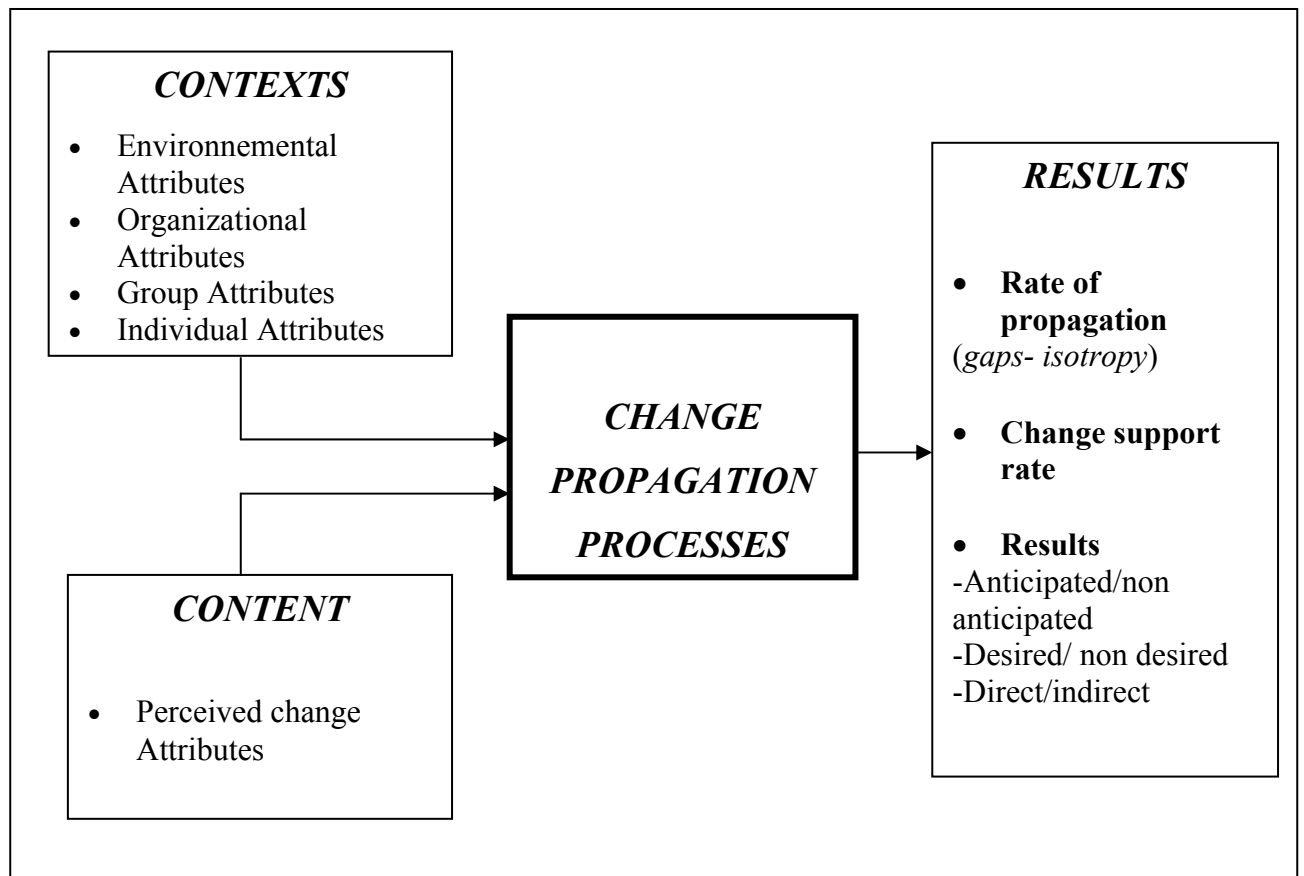 CONTEXTS
• Environnemental
Attributes
• Organizational
Attributes
• Group Attributes
• Individual Attributes
CONTENT
• Perceived change
Attributes
CHANGE
PROPAGATION
PROCESSES
RESULTS
• Rate of
propagation
(gaps- isotropy)
• Change support
rate
• Results
-Anticipated/non
anticipated
-Desired/ non desired
-Direct/indirect